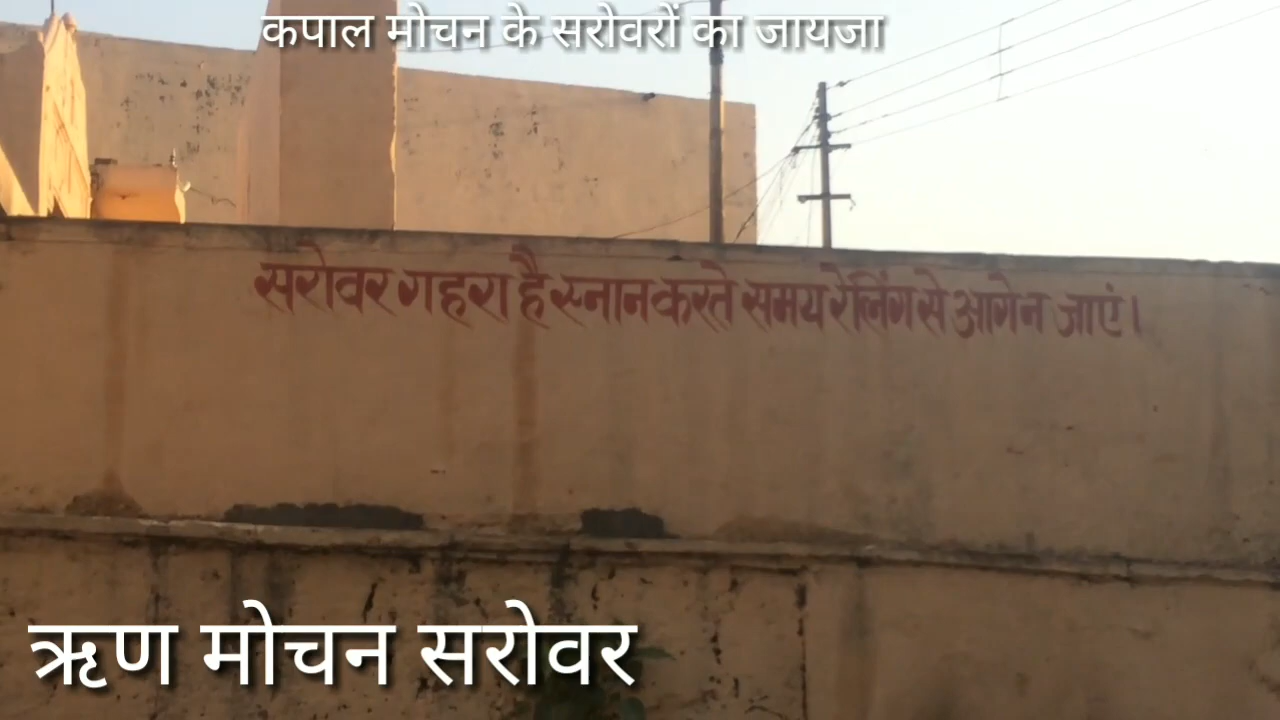 कपाल मोचन के सरोवरों का जायजा
सरोवर गहरा है स्नान करते समय रेलिंग से आगे न जाएं।
ऋण मोचन सरोवर